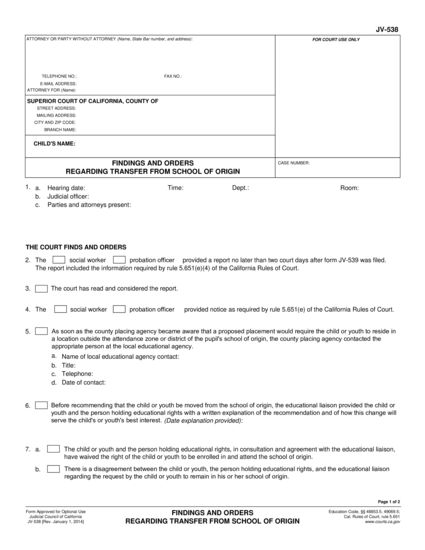 JV-538
ATTORNEY OR PARTY WITHOUT ATTORNEY (Name, State Bar number, and address):
FOR COURT USE ONLY
TELEPHONE NO.: FAX NO.:
E-MAIL ADDRESS:
ATTORNEY FOR (Name):
SUPERIOR COURT OF CALIFORNIA, COUNTY OF
STREET ADDRESS:
MAILING ADDRESS:
CITY AND ZIP CODE:
BRANCH NAME:
CHILD'S NAME:
FINDINGS AND ORDERS
REGARDING TRANSFER FROM SCHOOL OF ORIGIN
CASE NUMBER:
1. a. Hearing date: Time: Dept.: Room:
b. Judicial officer:
c. Parties and attorneys present:
THE COURT FINDS AND ORDERS
2. The social worker probation officer provided a report no later than two court days after form JV-539 was filed.
The report included the information required by rule 5.651(e)(4) of the California Rules of Court.
3. The court has read and considered the report.
4. The social worker probation officer provided notice as required by rule 5.651(e) of the California Rules of Court.
5. As soon as the county placing agency became aware that a proposed placement would require the child or youth to reside in
a location outside the attendance zone or district of the pupil's school of origin, the county placing agency contacted the
appropriate person at the local educational agency.
a. Name of local educational agency contact:
b. Title:
c. Telephone:
d. Date of contact:
6. Before recommending that the child or youth be moved from the school of origin, the educational liaison provided the child or
youth and the person holding educational rights with a written explanation of the recommendation and of how this change will
serve the child's or youth's best interest. (Date explanation provided):
7. a. The child or youth and the person holding educational rights, in consultation and agreement with the educational liaison,
have waived the right of the child or youth to be enrolled in and attend the school of origin.
b. There is a disagreement between the child or youth, the person holding educational rights, and the educational liaison
regarding the request by the child or youth to remain in his or her school of origin.
Page 1 of 2
Form Approved for Optional Use
Judicial Council of California
JV-538 [Rev. January 1, 2014]
FINDINGS AND ORDERS
REGARDING TRANSFER FROM SCHOOL OF ORIGIN
Education Code, §§ 48853.5, 49069.5;
Cal. Rules of Court, rule 5.651
www.courts.ca.gov